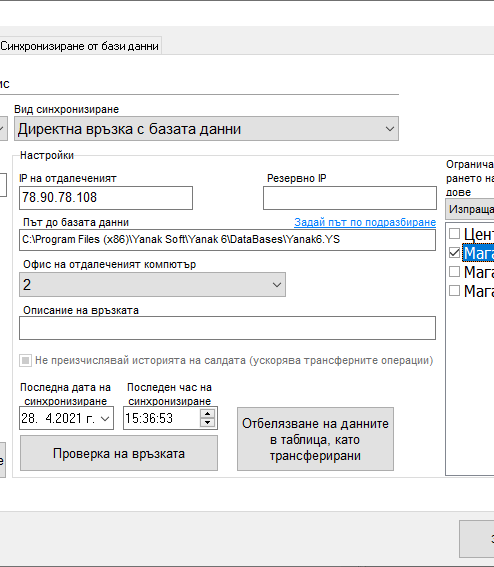 Синхронизиране от бази данни
ис
Вид синхронизиране
Директна връзка с базата данни
Настройки
IP на отдалеченият
Резервно IP
78.90.78.108
Път до базата данни
Задай път по подразбиране
C:\Program Files (x86)\Yanak Soft\Yanak 6\DataBases\Yanak6.YS
Офис на отдалеченият компютър
2
Описание на връзката
Не преизчислявай историята на салдата (ускорява трансферните операции)
Последна дата на
синхронизиране
Последен час на
синхронизиране
28. 4.2021 г.
15:36:53
Отбелязване на данните
в таблица, като
трансферирани
Проверка на връзката
Огранича
рането на
дове
Изпраща
Цент
Мага
Мага
Мага
е